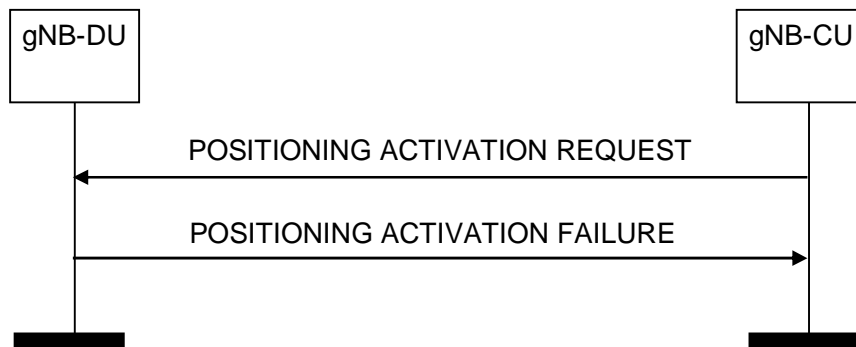 gNB-DU
gNB-CU
POSITIONING ACTIVATION REQUEST
POSITIONING ACTIVATION FAILURE